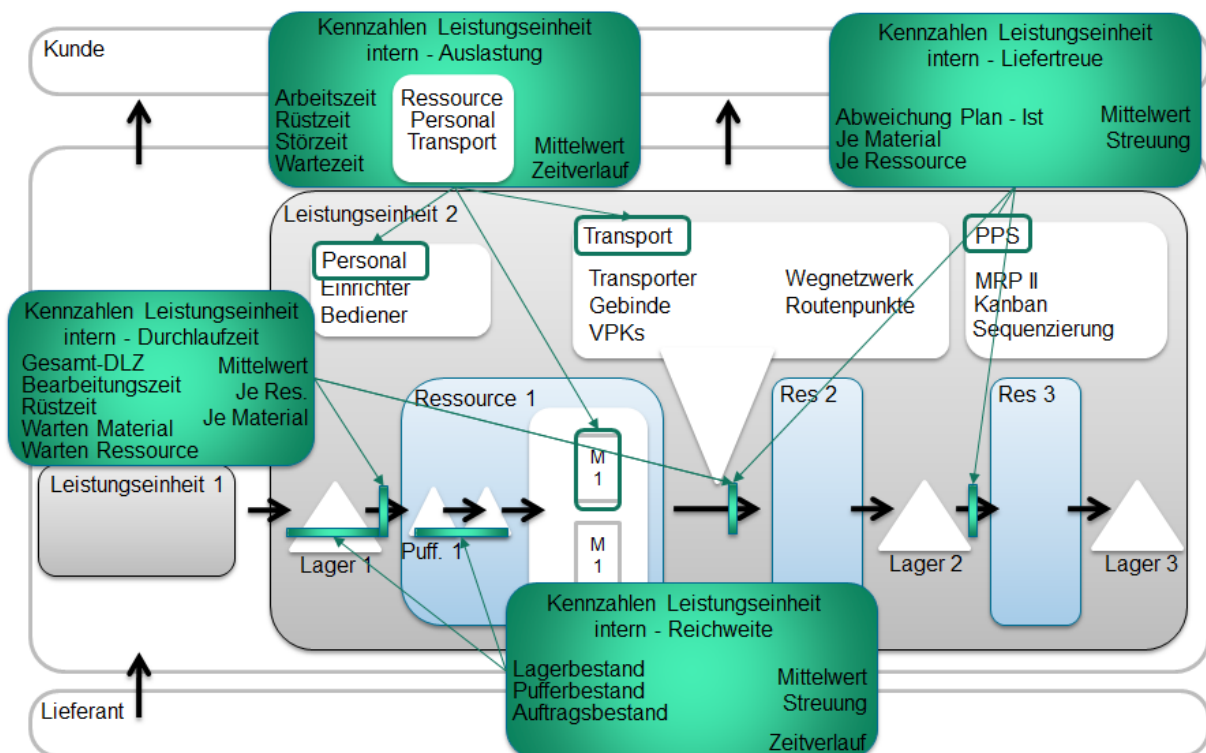 Kunde
Kennzahlen Leistungseinheit
intern - Auslastung
Arbeitszeit
Rüstzeit
Störzeit
Wartezeit
Ressource
Personal
Transport
Mittelwert
Zeitverlauf
Kennzahlen Leistungseinheit
intern - Liefertreue
Abweichung Plan - Ist
Je Material
Je Ressource
Mittelwert
Streuung
Leistungseinheit 2
Personal
Einrichter
Bediener
Transport
Transporter
Gebinde
VPKs
Wegnetzwerk
Routenpunkte
PPS
MRP II
Kanban
Sequenzierung
Kennzahlen Leistungseinheit
intern - Durchlaufzeit
Gesamt-DLZ
Bearbeitungszeit
Rüstzeit
Warten Material
Warten Ressource
Mittelwert
Je Res.
Je Material
Ressource 1
M
1
M
1
Res 2
Res 3
Leistungseinheit 1
Lager 1
Puff. 1
Lager 2
Lager 3
Kennzahlen Leistungseinheit
intern - Reichweite
Lagerbestand
Pufferbestand
Auftragsbestand
Mittelwert
Streuung
Zeitverlauf
Lieferant